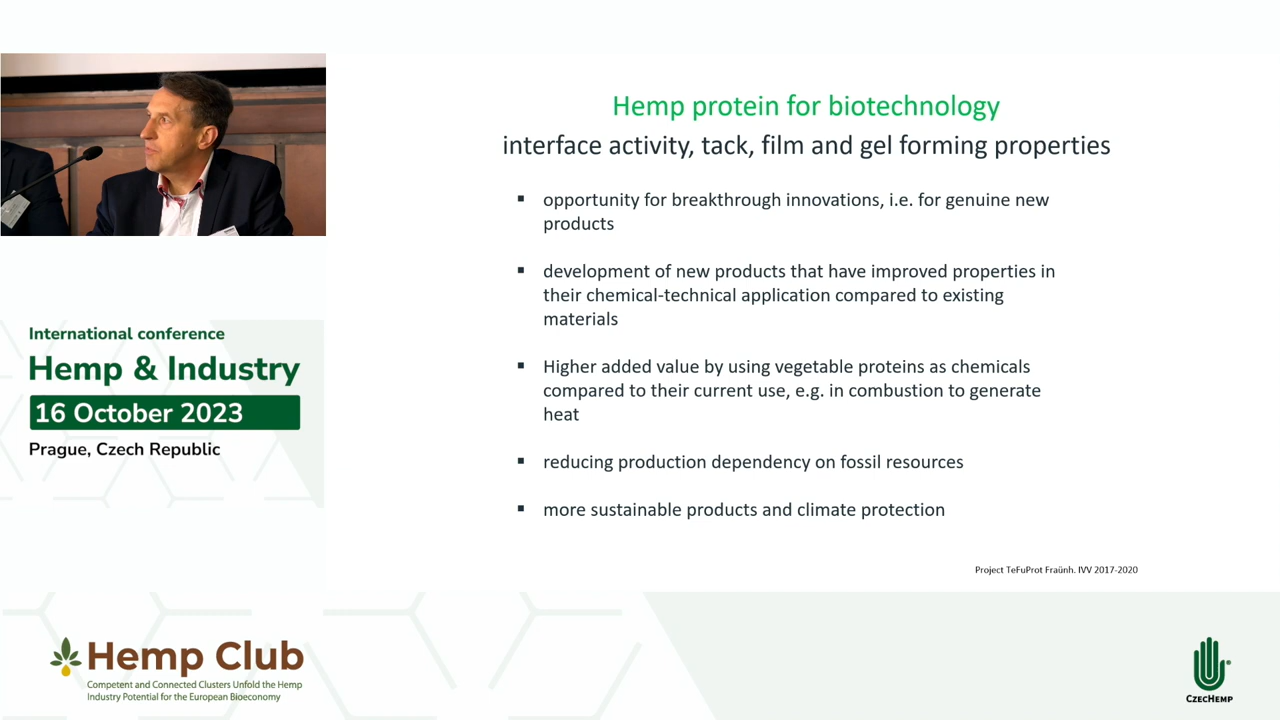 Hemp protein for biotechnology
interface activity, tack, film and gel forming properties
▪ opportunity for breakthrough innovations, i.e. for genuine new
products
▪ development of new products that have improved properties in
their chemical-technical application compared to existing
materials
▪ Higher added value by using vegetable proteins as chemicals
compared to their current use, e.g. in combustion to generate
heat
▪ reducing production dependency on fossil resources
▪ more sustainable products and climate protection
Project TeFuProt Fraünh. IVV 2017-2020
International conference
Hemp & Industry
16 October 2023
Prague, Czech Republic
Hemp Club
Competent and Connected Clusters Unfold the Hemp
Industry Potential for the European Bioeconomy
CzecHemp